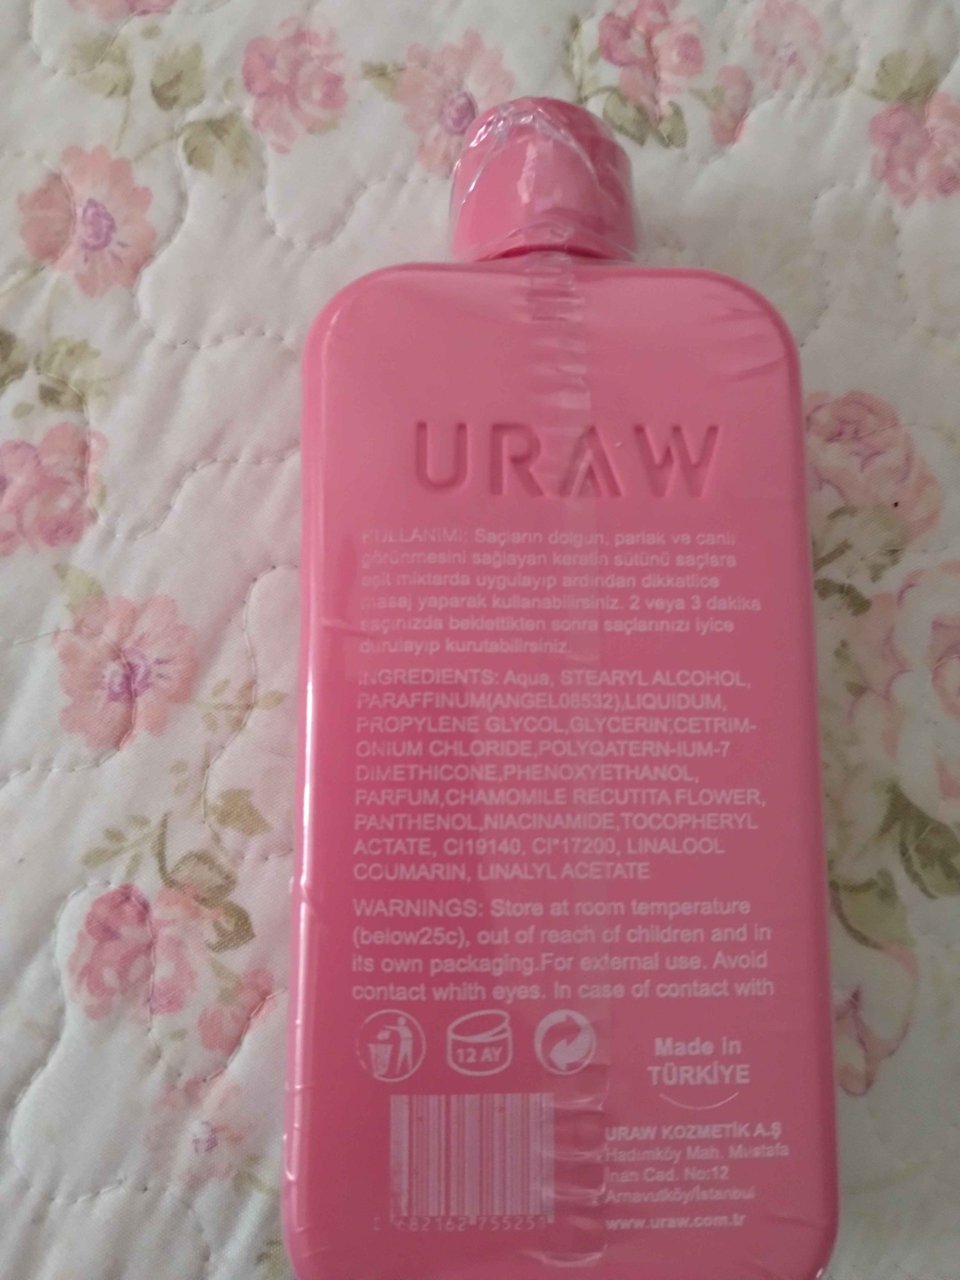 URAW
KULLANIMI: Saçların dolgun, parlak ve canlı
görünmesini sağlayan keratin sütünü saçlara
eşit miktarda uygulayıp ardından dikkatlice
masaj yaparak kullanabilirsiniz. 2 veya 3 dakika
saçınızda beklettikten sonra saçlarınızı iyice
durulayıp kurutabilirsiniz.
INGREDIENTS: Aqua, STEARYL ALCOHOL,
PARAFFINUM(ANGEL08532),LIQUIDUM,
PROPYLENE GLYCOL,GLYCERIN,CETRIM-
ONIUM CHLORIDE,POLYQATERN-IUM-7
DIMETHICONE,PHENOXYETHANOL,
PARFUM,CHAMOMILE RECUTITA FLOWER,
PANTHENOL,NIACINAMIDE,TOCOPHERYL
ACTATE, CI19140, CI*17200, LINALOOL
COUMARIN, LINALYL ACETATE
WARNINGS: Store at room temperature
(below25c), out of reach of children and in
its own packaging.For external use. Avoid
contact whith eyes. In case of contact with
12 AY
Made in
TÜRKİYE
URAW KOZMETİK A.Ş
Hadımköy Mah. Mustafa
İnan Cad. No:12
Arnavutköy/İstanbul
www.uraw.com.tr
682162 75525